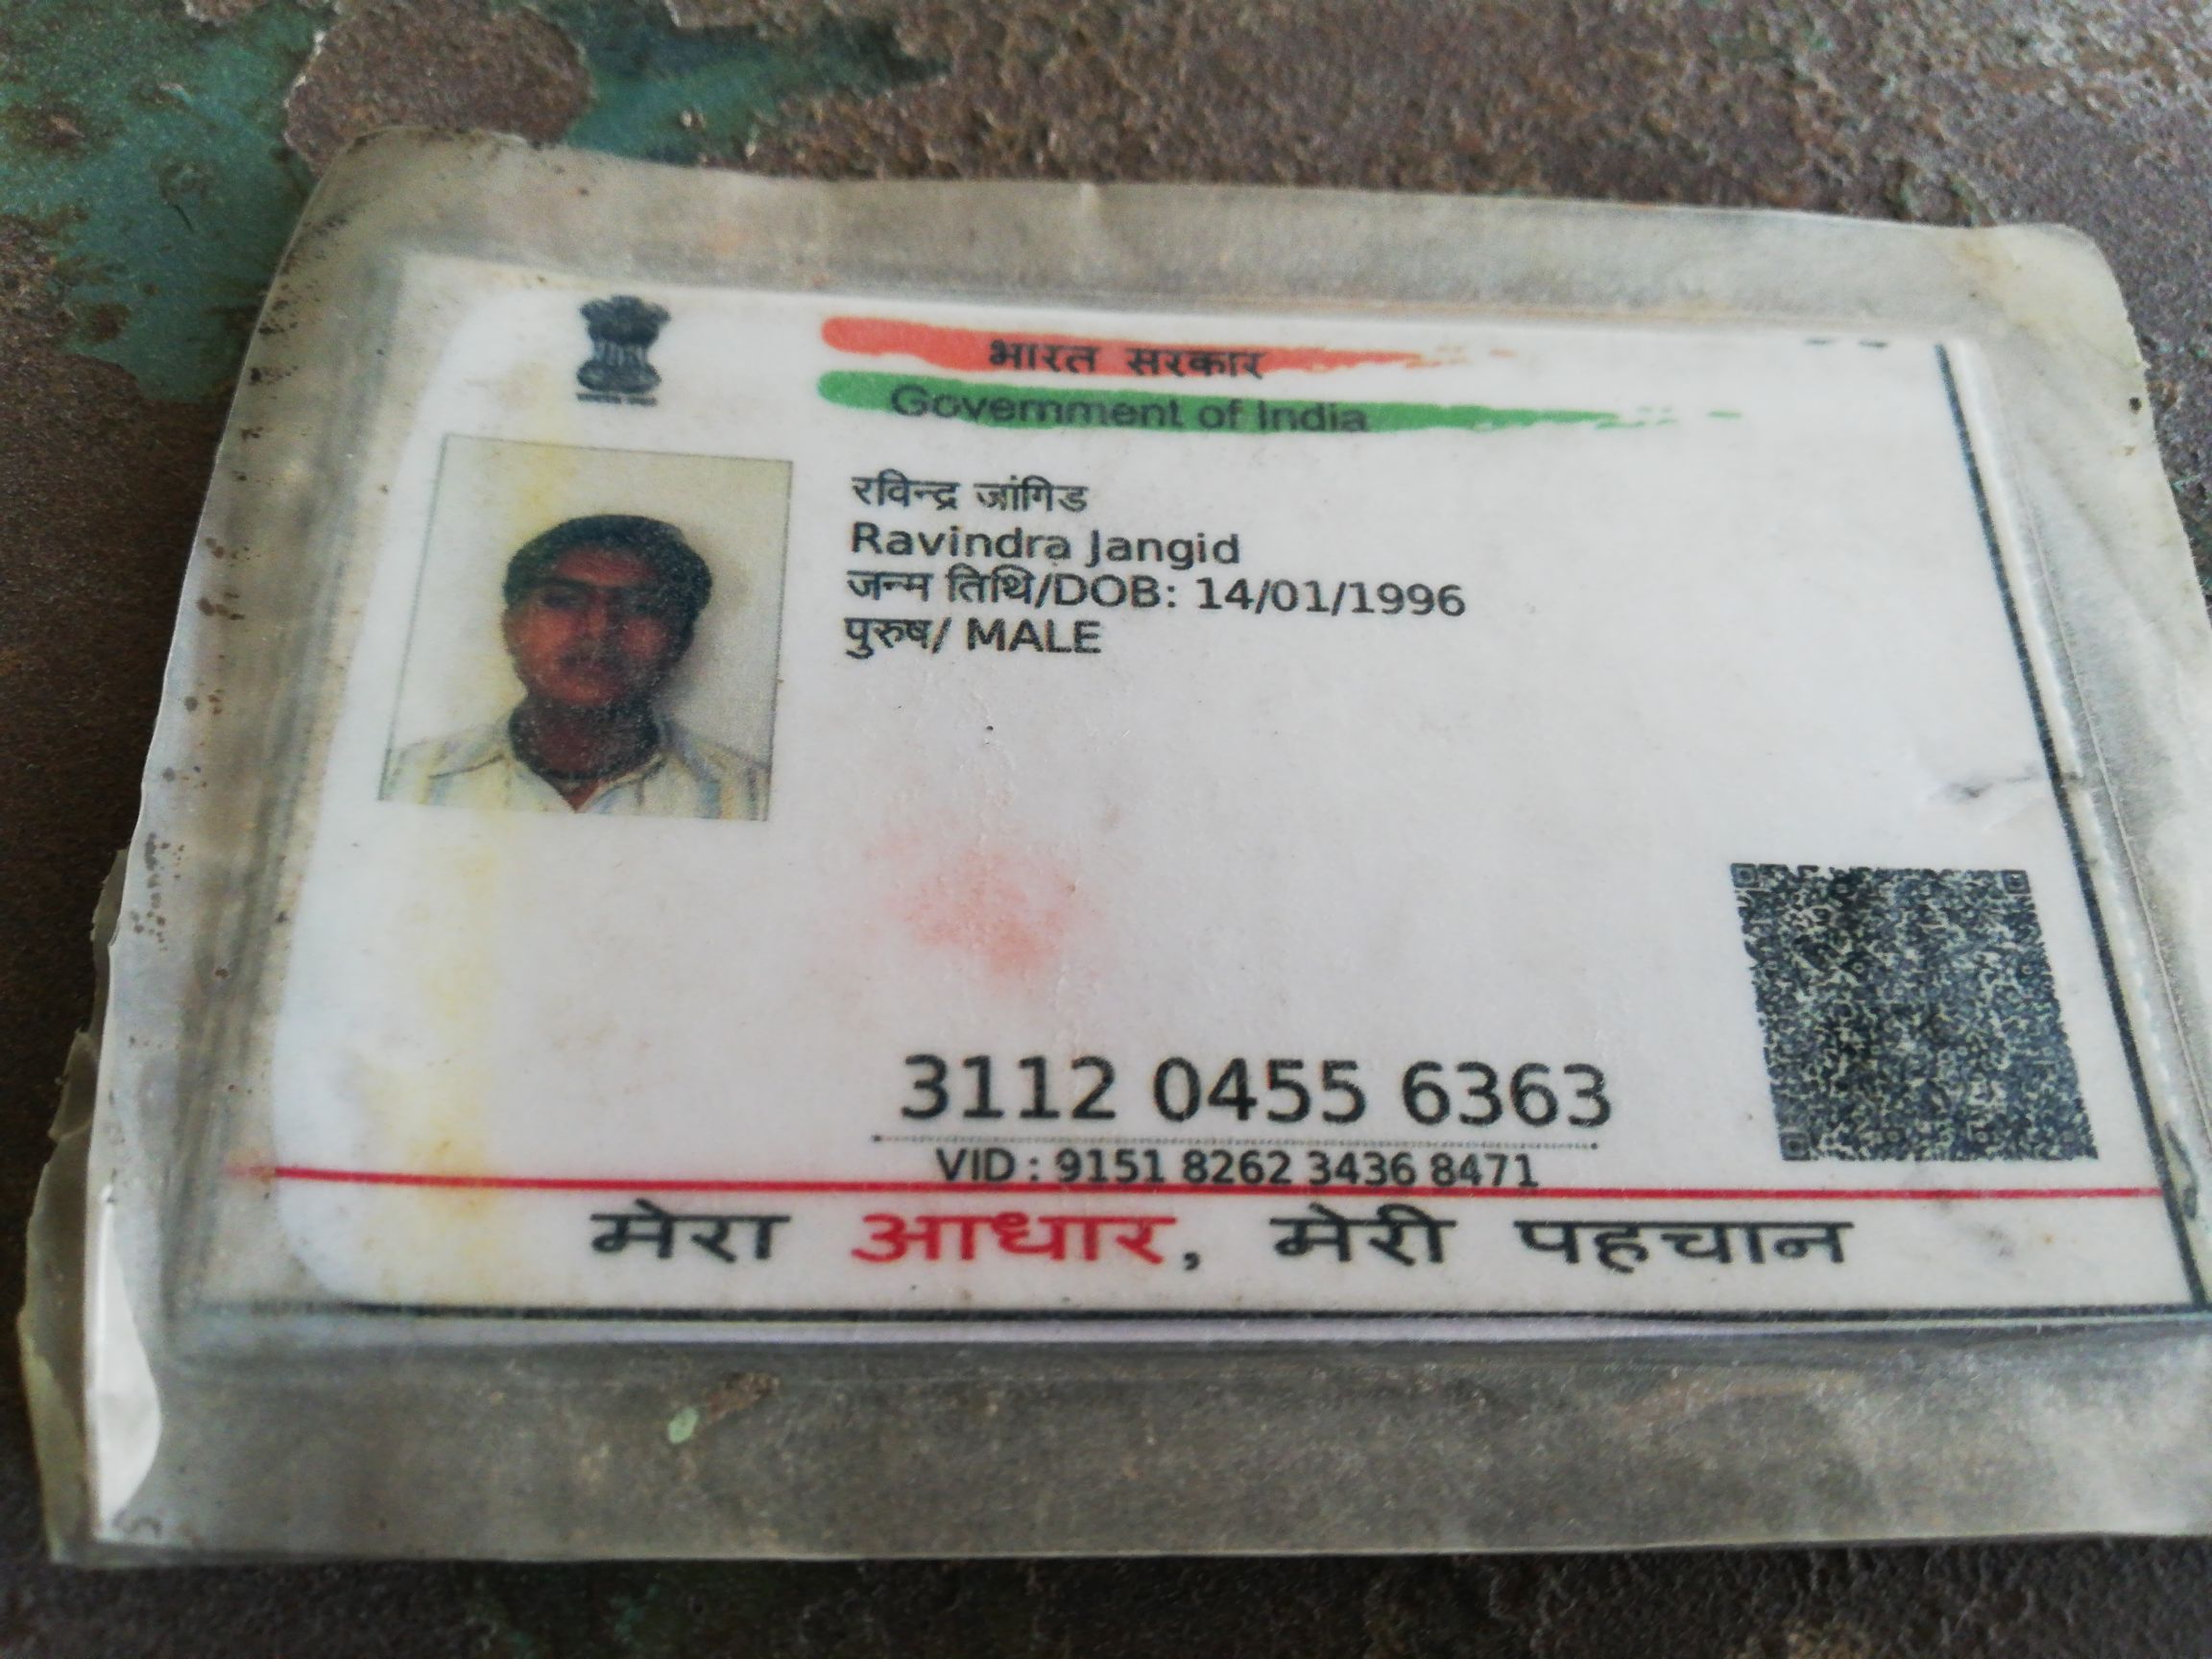 भारत सरकार
Government of India
रविन्द्र जांगिड
Ravindra Jangid
जन्म तिथि/DOB: 14/01/1996
पुरुष/ MALE
3112 0455 6363
VID : 9151 8262 3436 8471
मेरा आधार, मेरी पहचान